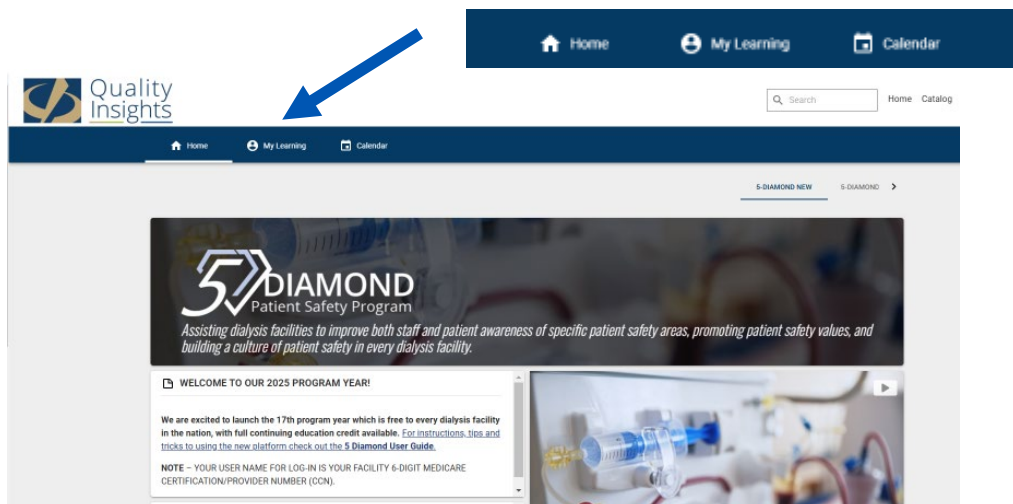 Home My Learning Calendar
Quality
Insights
Search
Home Catalog
Home My Learning Calendar
5-DIAMOND NEW 5-DIAMOND
5 DIAMOND
Patient Safety Program
Assisting dialysis facilities to improve both staff and patient awareness of specific patient safety areas, promoting patient safety values, and
building a culture of patient safety in every dialysis facility.
WELCOME TO OUR 2025 PROGRAM YEAR!
We are excited to launch the 17th program year which is free to every dialysis facility
in the nation, with full continuing education credit available. For instructions, tips and
tricks to using the new platform check out the 5 Diamond User Guide.
NOTE – YOUR USER NAME FOR LOG-IN IS YOUR FACILITY 6-DIGIT MEDICARE
CERTIFICATION/PROVIDER NUMBER (CCN).